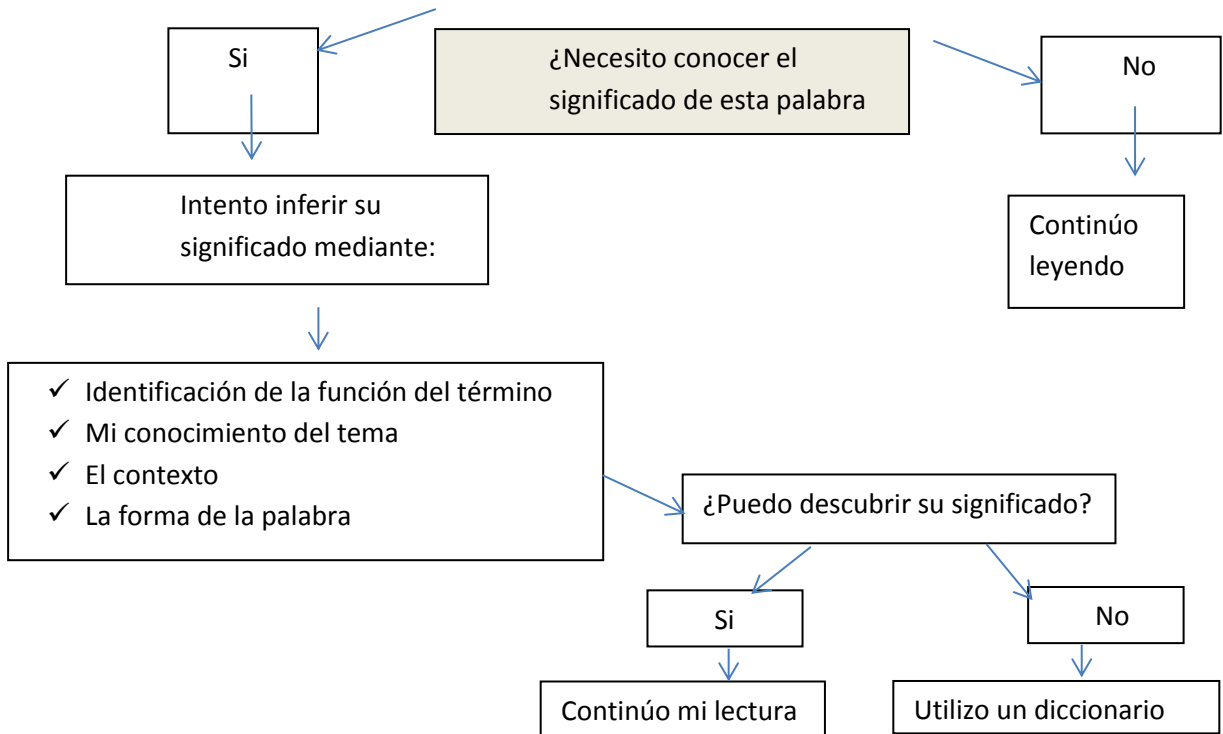 Si
¿Necesito conocer el
significado de esta palabra
No
Intento inferir su
significado mediante:
Continúo
leyendo
✓ Identificación de la función del término
✓ Mi conocimiento del tema
✓ El contexto
✓ La forma de la palabra
¿Puedo descubrir su significado?
Si
No
Continúo mi lectura
Utilizo un diccionario